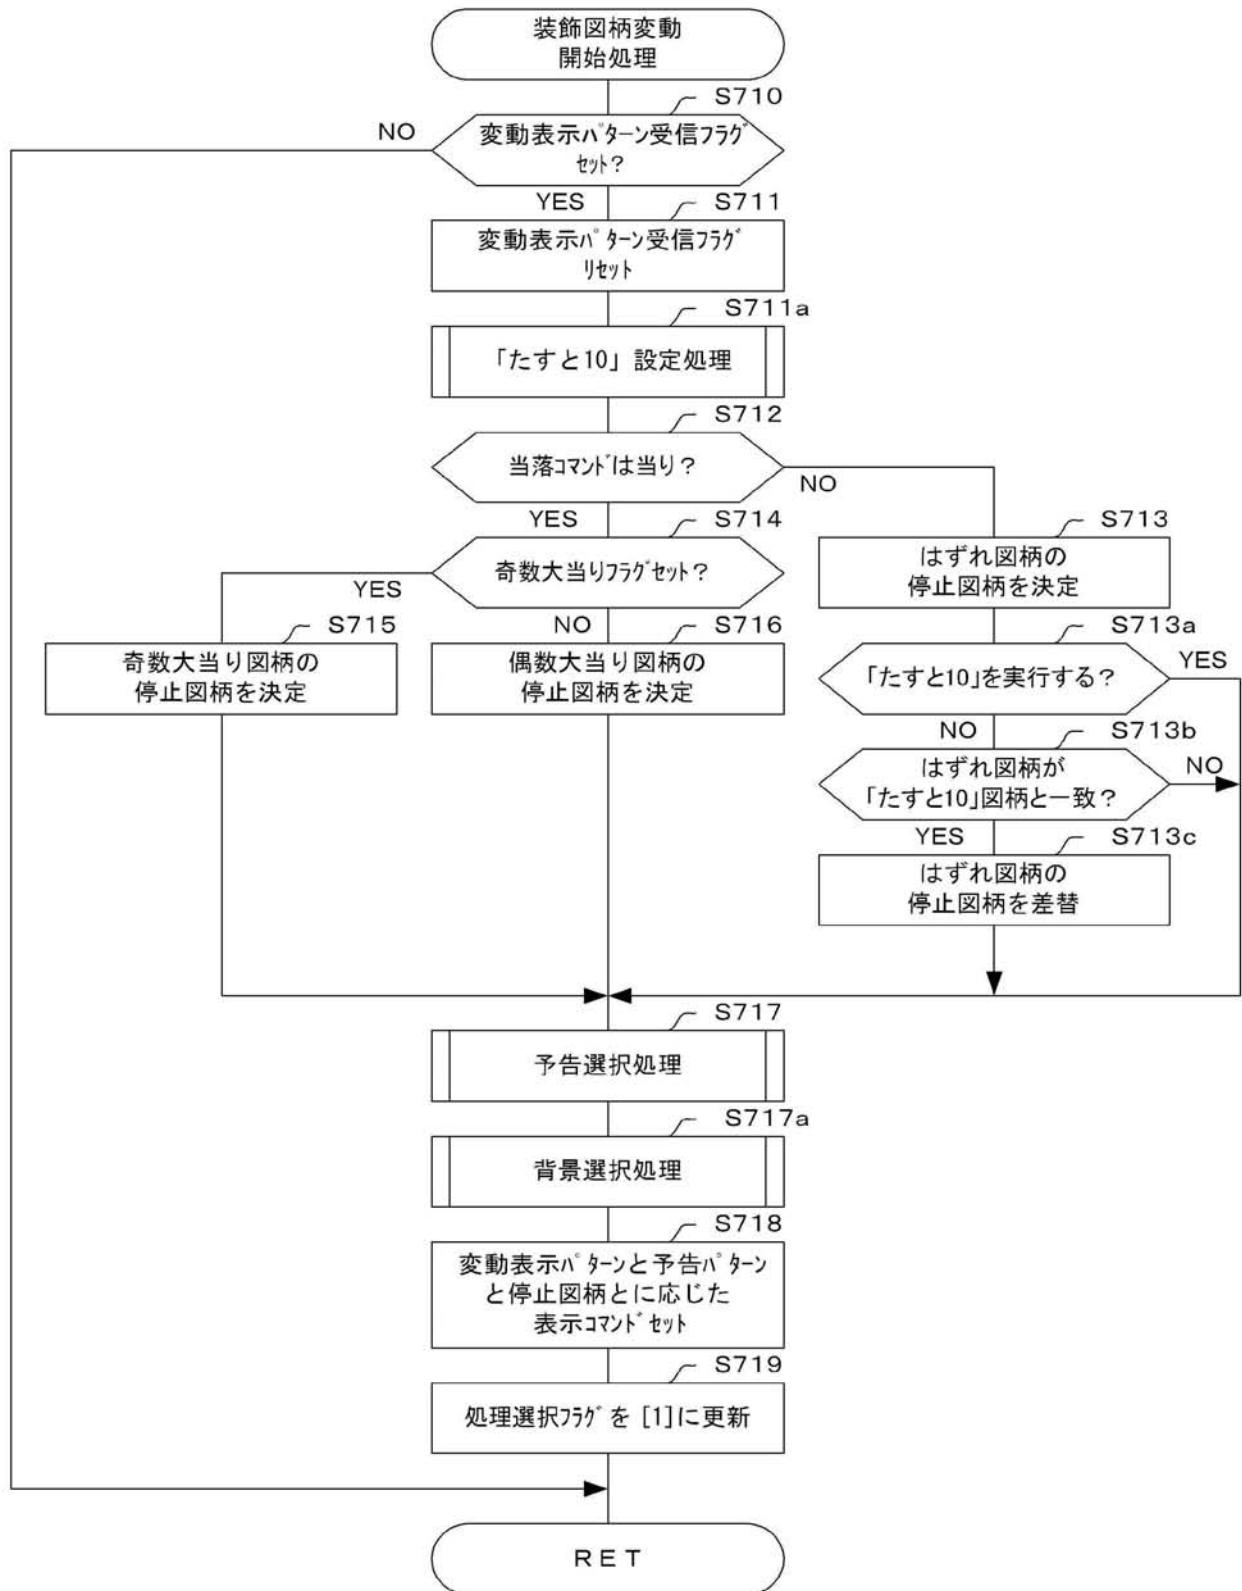 装飾図柄変動
開始処理
S710
NO
変動表示ﾊﾟﾀｰﾝ受信ﾌﾗｸﾞ
ｾｯﾄ?
YES
S711
変動表示ﾊﾟﾀｰﾝ受信ﾌﾗｸﾞ
ﾘｾｯﾄ
S711a
「たすと10」設定処理
S712
当落ｺﾏﾝﾄﾞは当り?
NO
YES
S714
S713
奇数大当りﾌﾗｸﾞｾｯﾄ?
はずれ図柄の
停止図柄を決定
YES
S715
NO
S716
S713a
奇数大当り図柄の
停止図柄を決定
偶数大当り図柄の
停止図柄を決定
「たすと10」を実行する?
YES
NO
S713b
はずれ図柄が
「たすと10」図柄と一致?
NO
YES
S713c
はずれ図柄の
停止図柄を差替
S717
予告選択処理
S717a
背景選択処理
S718
変動表示ﾊﾟﾀｰﾝと予告ﾊﾟﾀｰﾝ
と停止図柄とに応じた
表示ｺﾏﾝﾄﾞｾｯﾄ
S719
処理選択ﾌﾗｸﾞを [1]に更新
RET